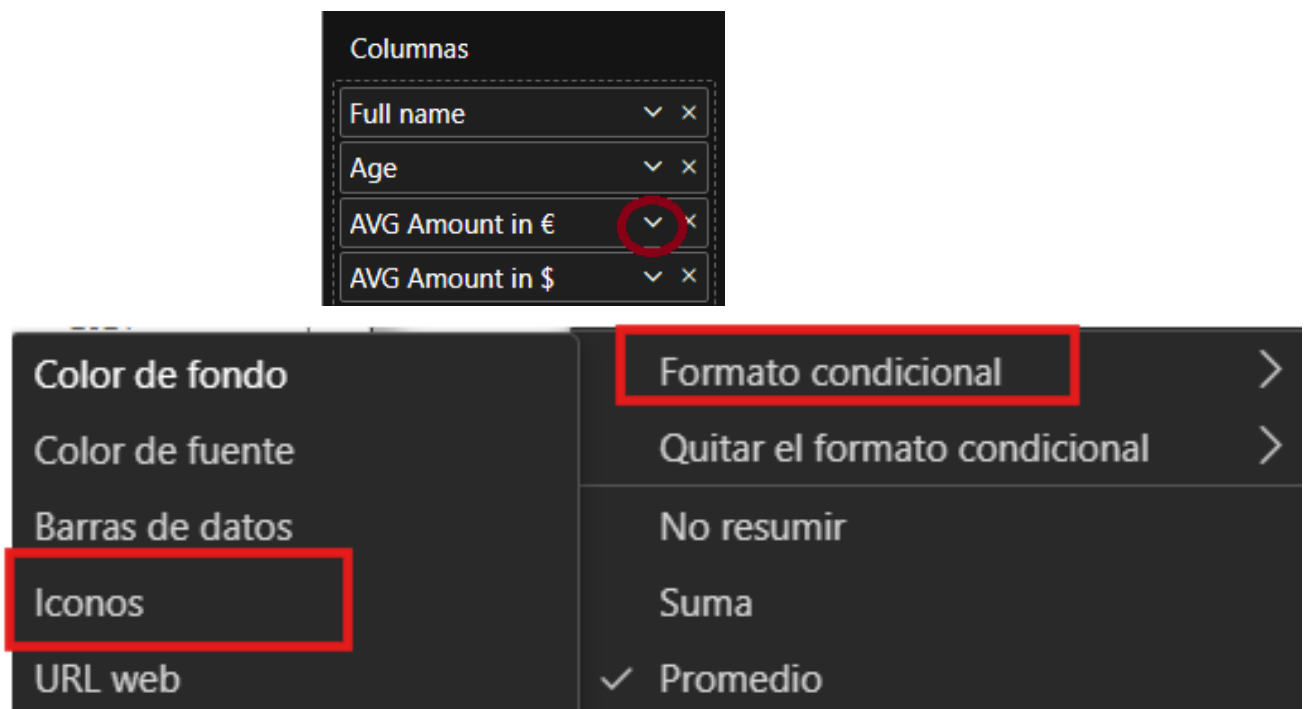 Columnas
Full name
Age
AVG Amount in €
AVG Amount in $
Color de fondo
Color de fuente
Barras de datos
Iconos
URL web
Formato condicional
Quitar el formato condicional
No resumir
Suma
Promedio